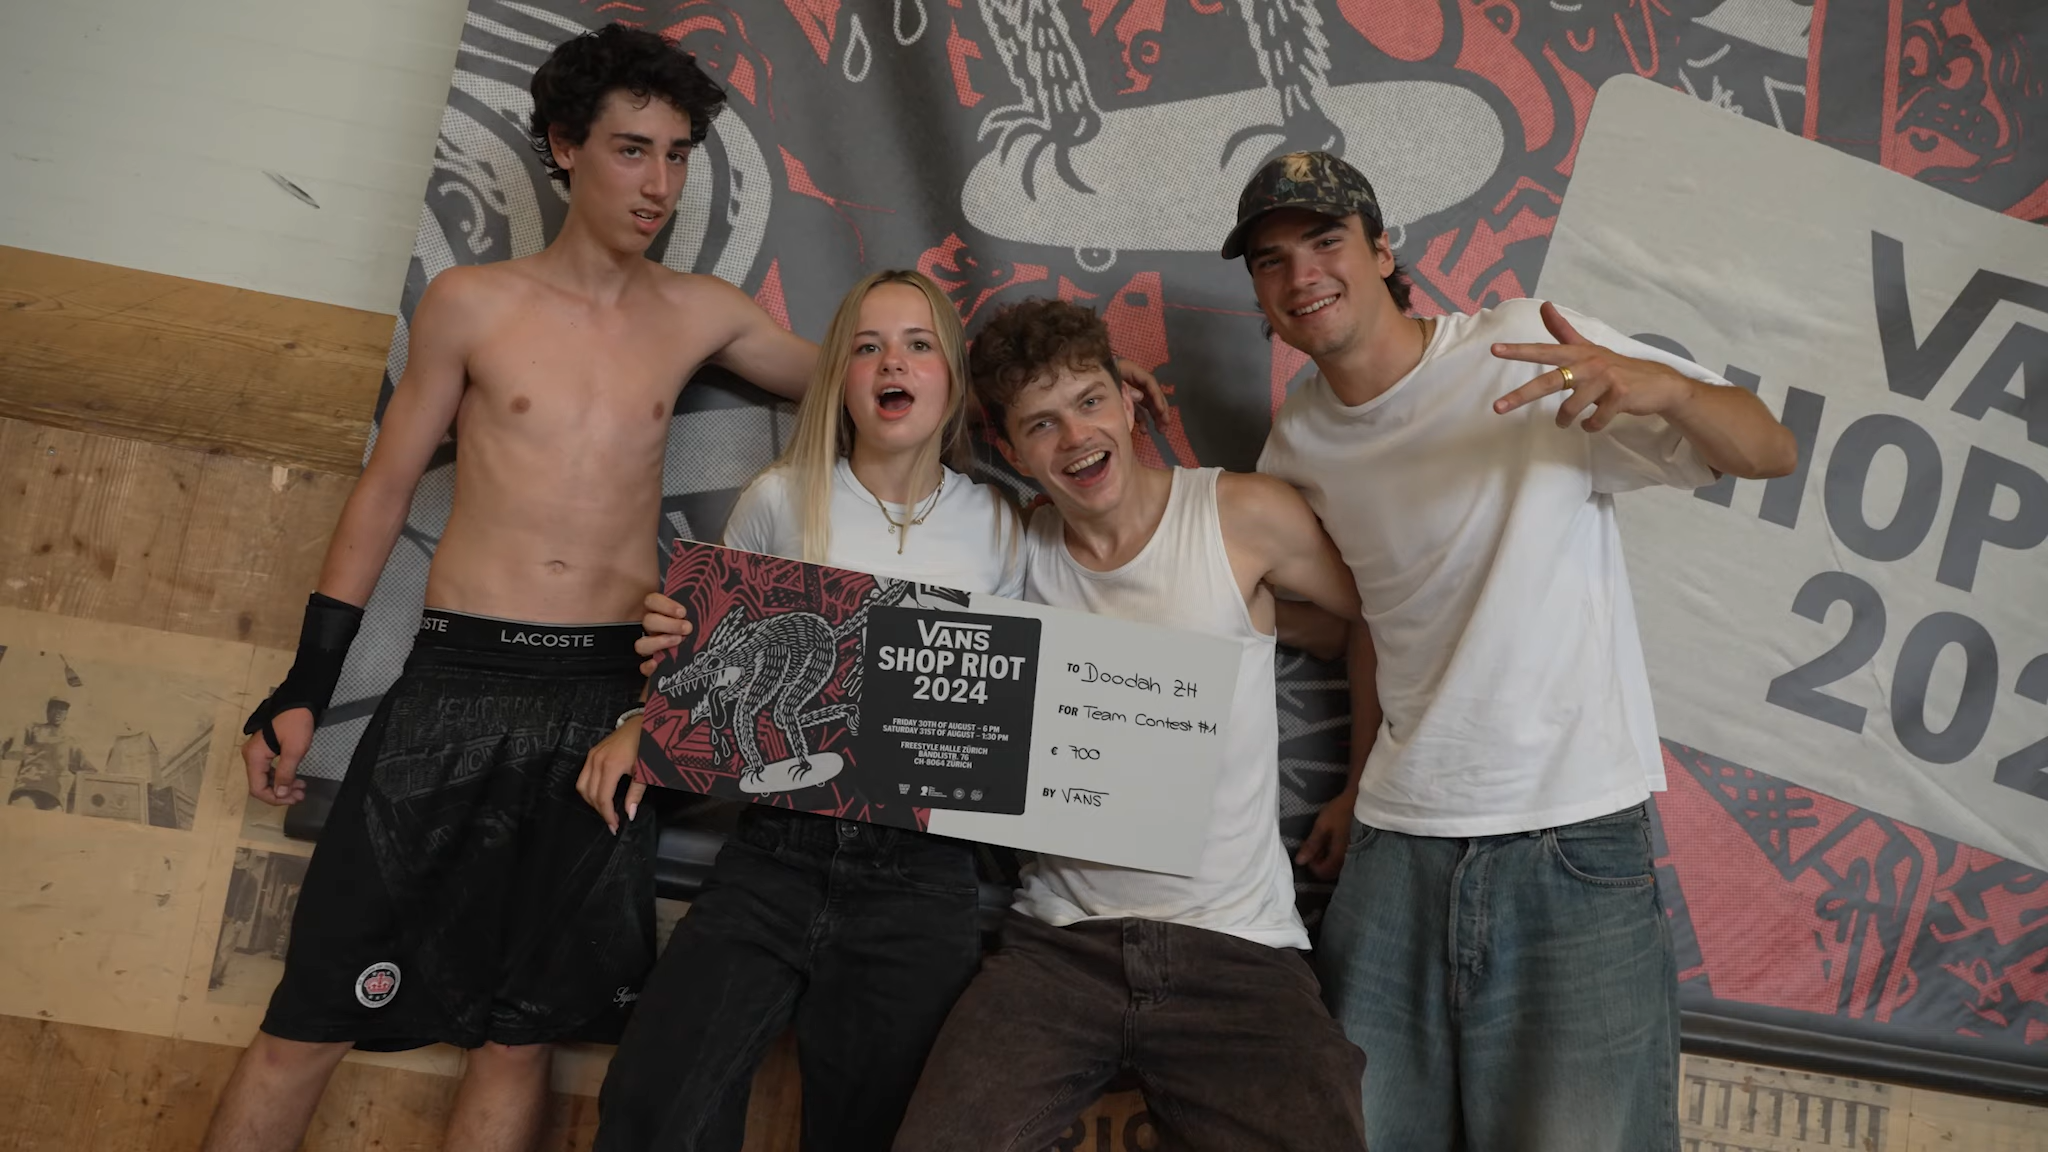 VANS
SHOP
202
LACOSTE
VANS
SHOP RIOT
2024
FRIDAY 30TH OF AUGUST - 6 PM
SATURDAY 31ST OF AUGUST - 1:30 PM
FREESTYLE HALLE ZÜRICH
BÄNDLISTR. 76
CH-8064 ZÜRICH
TO Doodah ZH
FOR Team Contest #1
€ 700
BY VANS